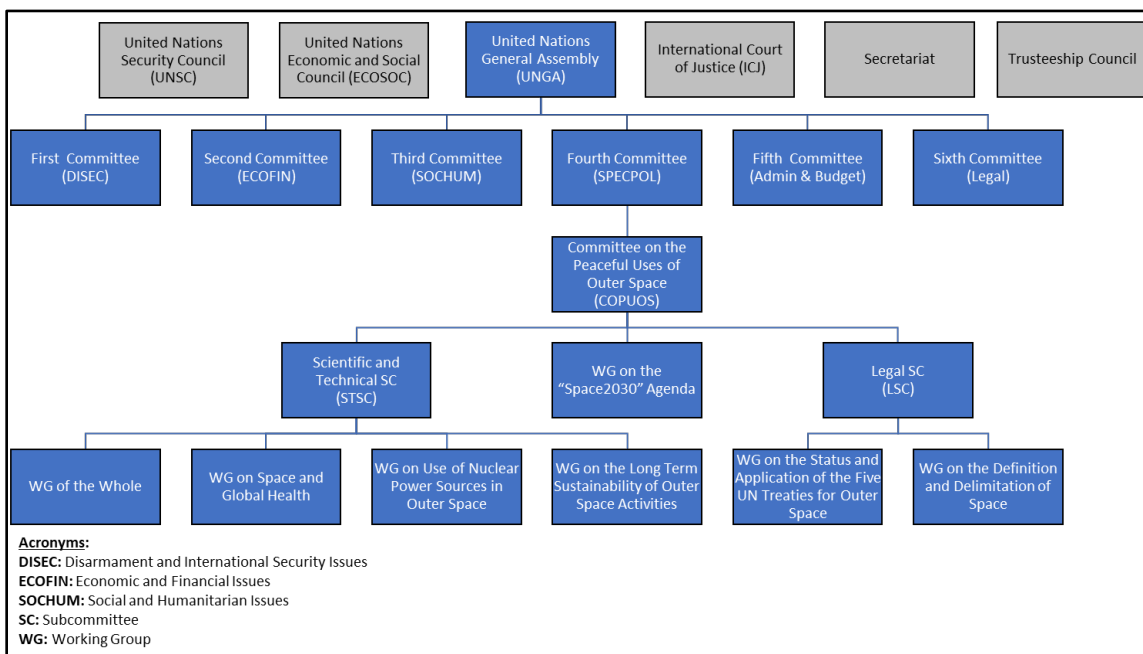 United Nations
Security Council
(UNSC)
United Nations
Economic and Social
Council (ECOSOC)
United Nations
General Assembly
(UNGA)
International Court
of Justice (ICJ)
Secretariat
Trusteeship Council
First Committee
(DISEC)
Second Committee
(ECOFIN)
Third Committee
(SOCHUM)
Fourth Committee
(SPECPOL)
Fifth Committee
(Admin & Budget)
Sixth Committee
(Legal)
Committee on the
Peaceful Uses of
Outer Space
(COPUOS)
Scientific and
Technical SC
(STSC)
WG on the
“Space2030” Agenda
Legal SC
(LSC)
WG of the Whole
WG on Space and
Global Health
WG on Use of Nuclear
Power Sources in
Outer Space
WG on the Long Term
Sustainability of Outer
Space Activities
WG on the Status and
Application of the Five
UN Treaties for Outer
Space
WG on the Definition
and Delimitation of
Space
Acronyms:
DISEC: Disarmament and International Security Issues
ECOFIN: Economic and Financial Issues
SOCHUM: Social and Humanitarian Issues
SC: Subcommittee
WG: Working Group